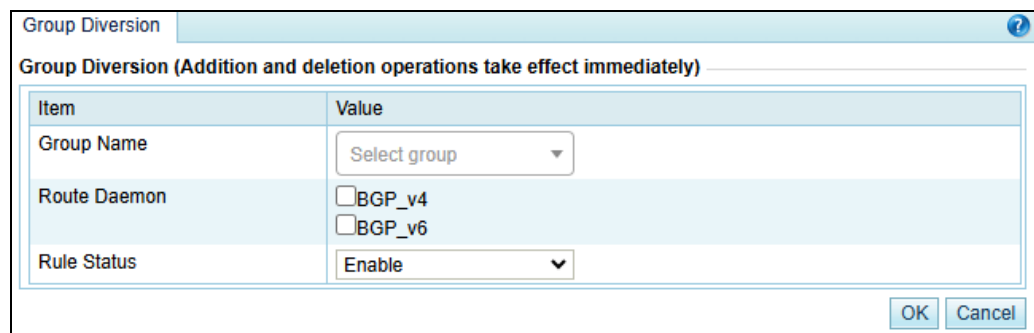 Group Diversion
?
Group Diversion (Addition and deletion operations take effect immediately)
Item Value
Group Name Select group
Route Daemon BGP_v4
BGP_v6
Rule Status Enable
OK Cancel